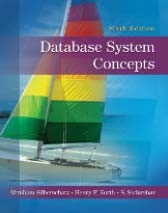 Sixth Edition
Database System
Concepts
Abraham Silberschatz · Henry F. Korth · S. Sudarshan